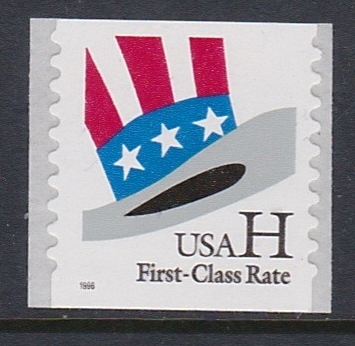 USA H
First-Class Rate
1998